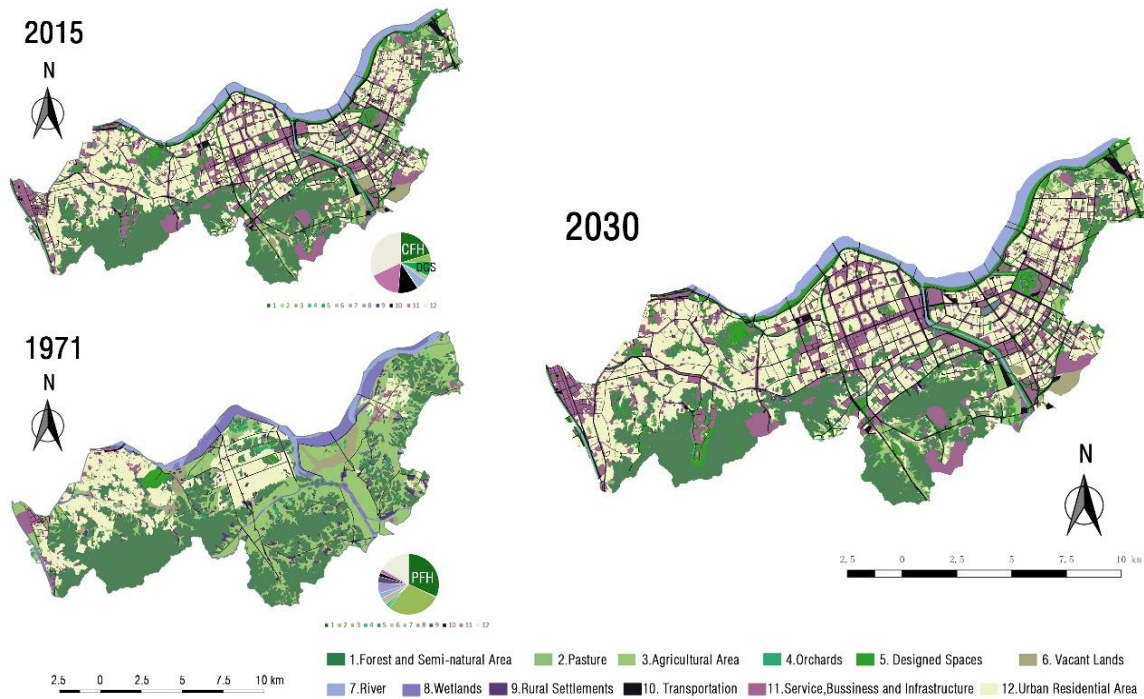 2015
N
CFH
DGS
1 2 3 4 5 6 7 8 9 10 11 12
1971
N
PFH
1 2 3 4 5 6 7 8 9 10 11 12
2.5 0 2.5 5 7.5 10 km
2030
N
2.5 0 2.5 5 7.5 10 km
1.Forest and Semi-natural Area 2.Pasture 3.Agricultural Area 4.Orchards 5. Designed Spaces 6. Vacant Lands
7.River 8.Wetlands 9.Rural Settlements 10. Transportation 11.Service,Bussiness and Infrastructure 12.Urban Residential Area